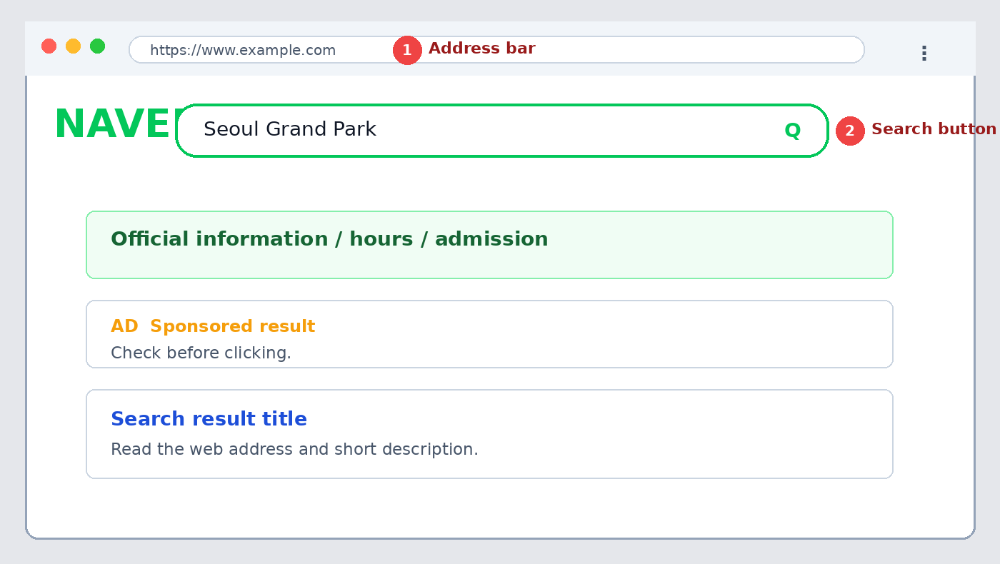 https://www.example.com
1 Address bar
NAVE
Seoul Grand Park
Q
2 Search button
Official information / hours / admission
AD Sponsored result
Check before clicking.
Search result title
Read the web address and short description.